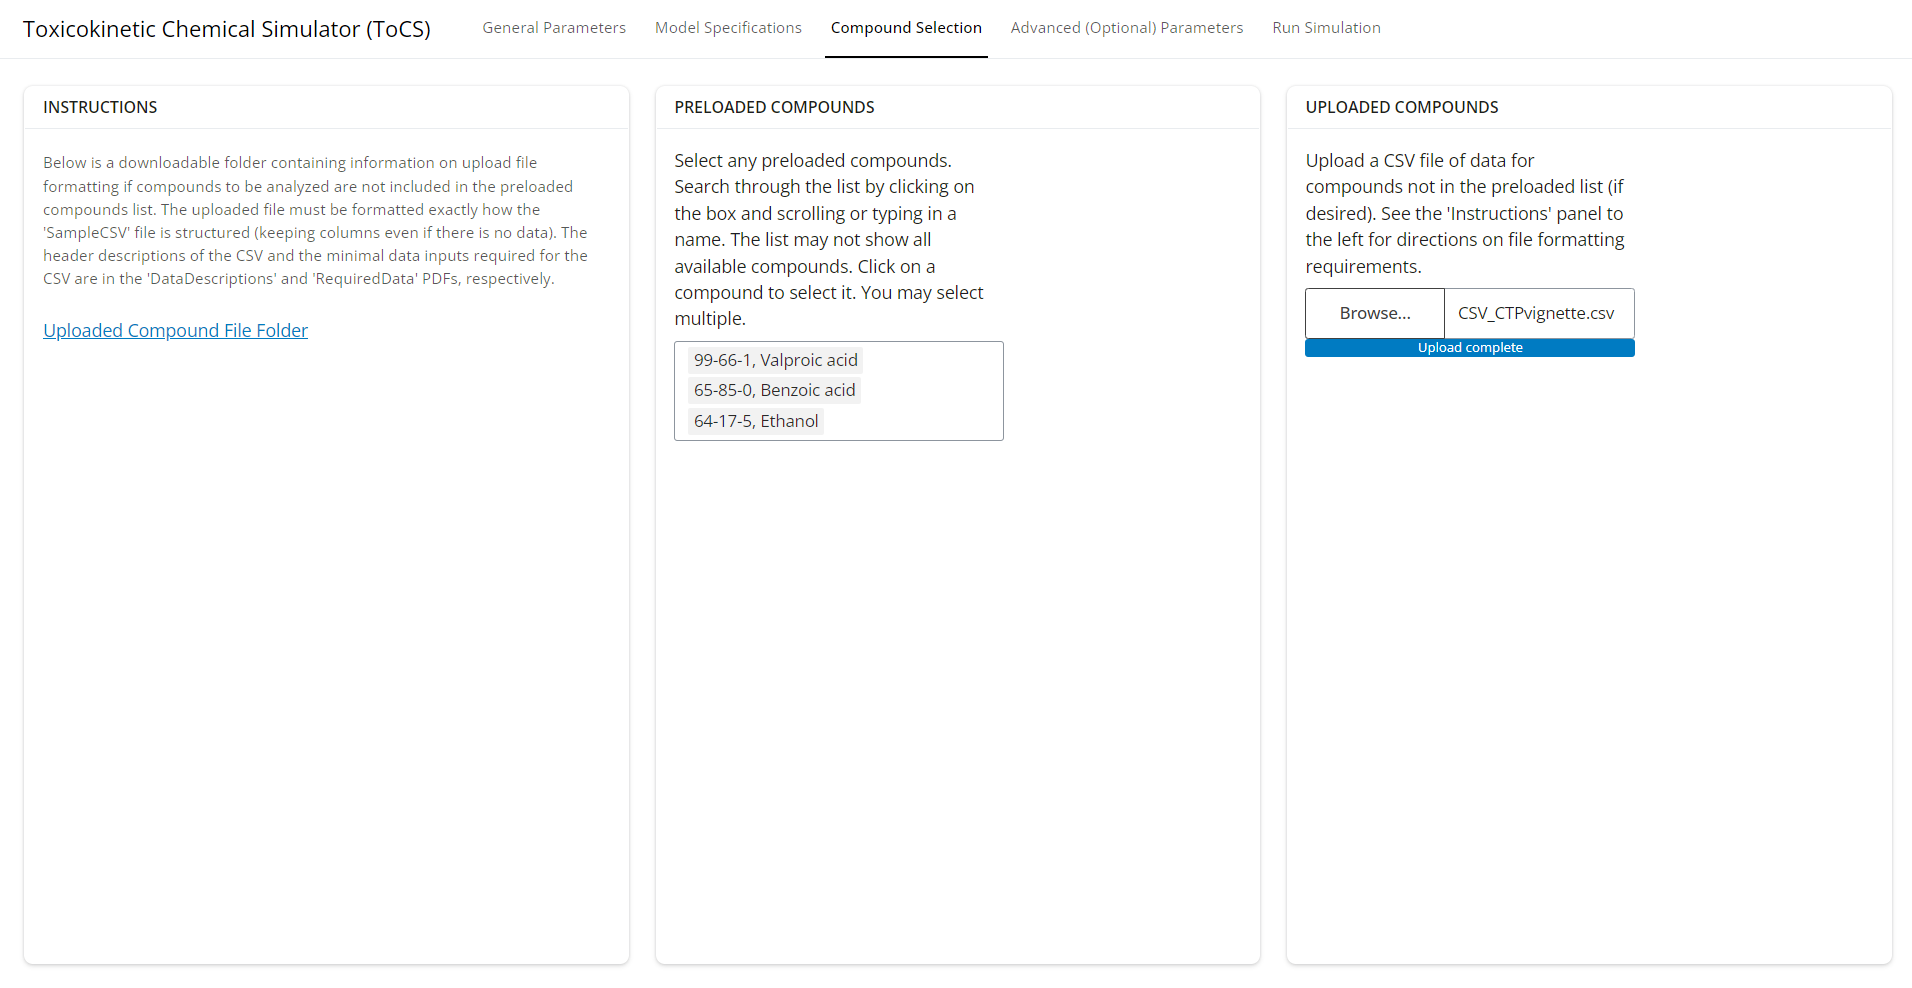 Toxicokinetic Chemical Simulator (ToCS)
General Parameters
Model Specifications
Compound Selection
Advanced (Optional) Parameters
Run Simulation
INSTRUCTIONS
Below is a downloadable folder containing information on upload file
formatting if compounds to be analyzed are not included in the preloaded
compounds list. The uploaded file must be formatted exactly how the
'SampleCSV' file is structured (keeping columns even if there is no data). The
header descriptions of the CSV and the minimal data inputs required for the
CSV are in the 'DataDescriptions' and 'RequiredData' PDFs, respectively.
Uploaded Compound File Folder
PRELOADED COMPOUNDS
Select any preloaded compounds.
Search through the list by clicking on
the box and scrolling or typing in a
name. The list may not show all
available compounds. Click on a
compound to select it. You may select
multiple.
99-66-1, Valproic acid
65-85-0, Benzoic acid
64-17-5, Ethanol
UPLOADED COMPOUNDS
Upload a CSV file of data for
compounds not in the preloaded list (if
desired). See the 'Instructions' panel to
the left for directions on file formatting
requirements.
Browse...
CSV_CTPvignette.csv
Upload complete